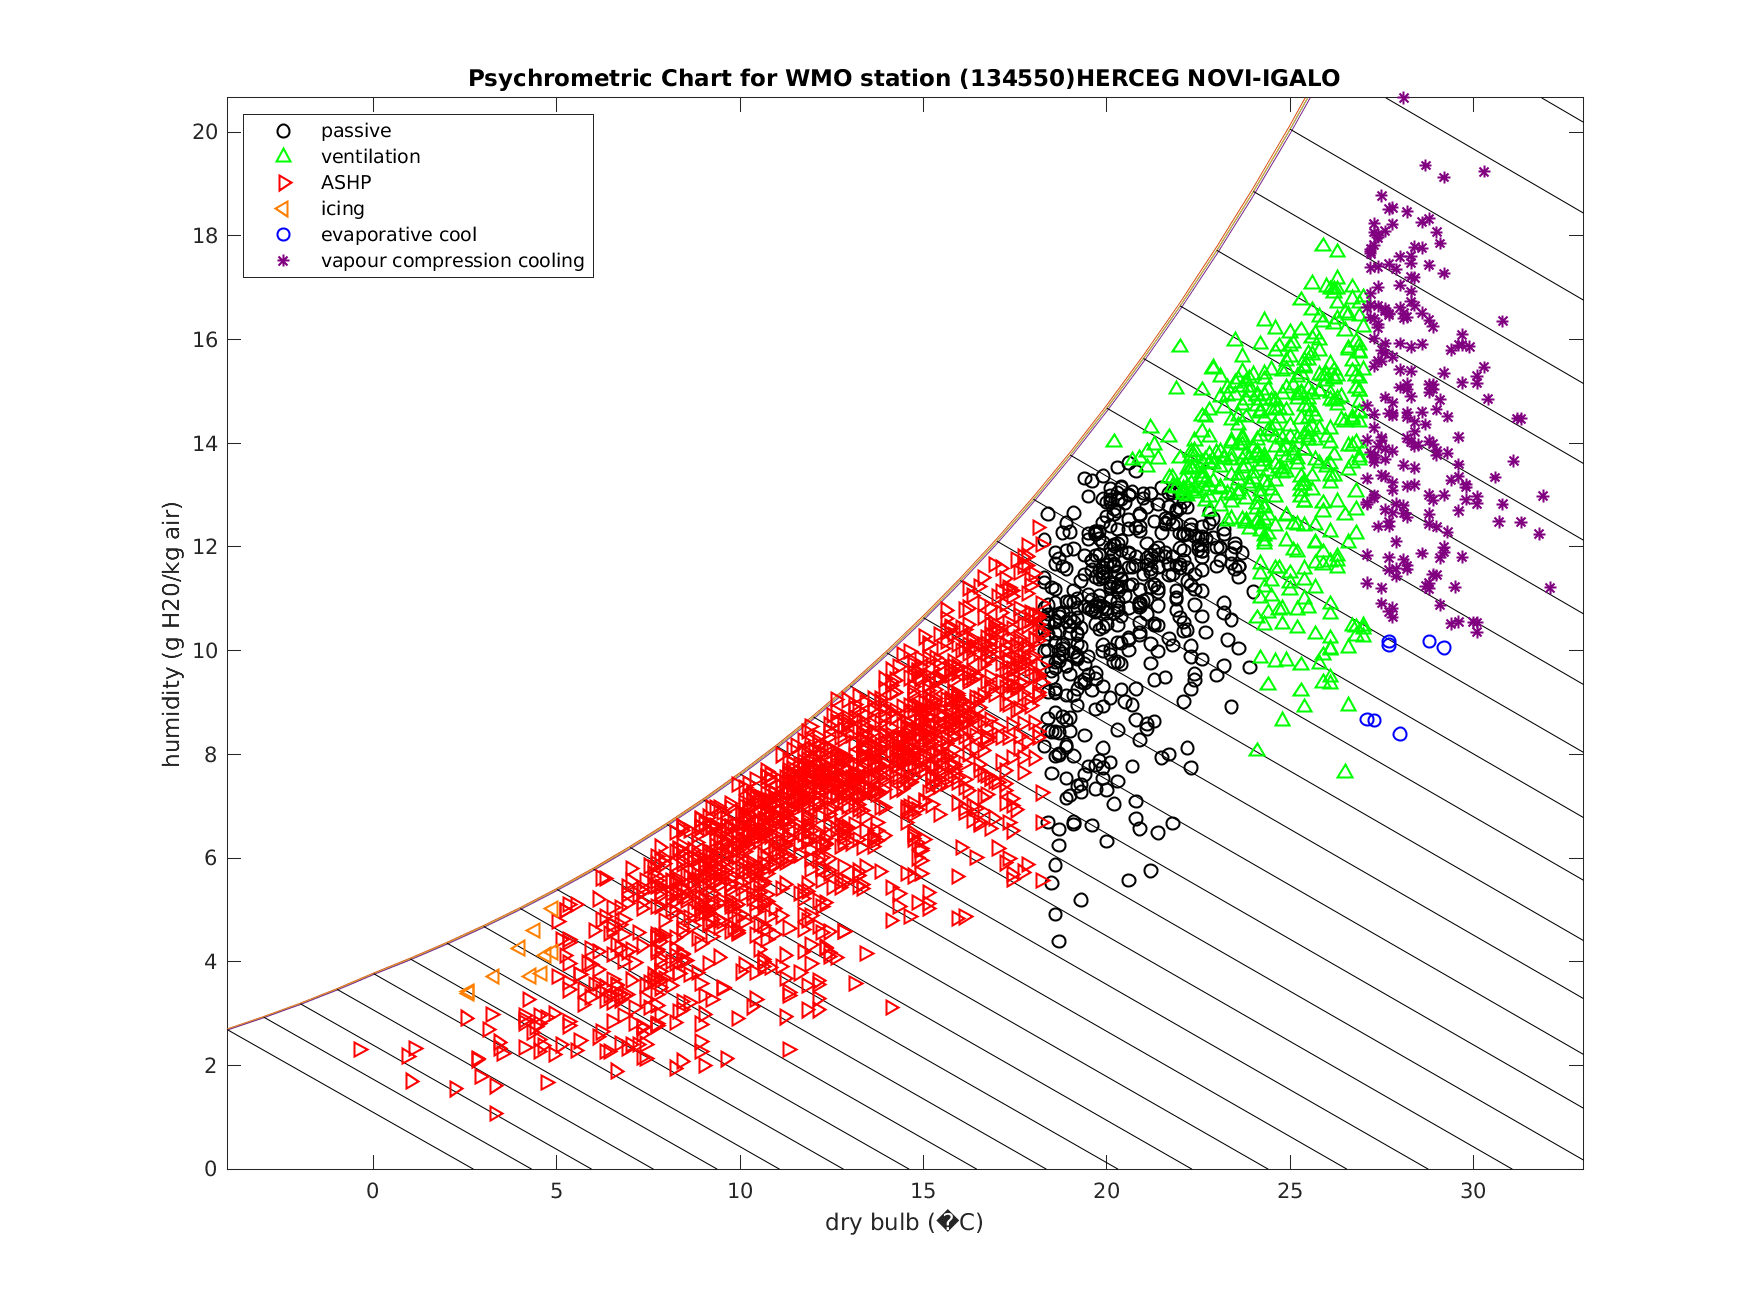 Psychrometric Chart for WMO station (134550)HERCEG NOVI-IGALO
passive
ventilation
ASHP
icing
evaporative cool
vapour compression cooling
humidity (g H20/kg air)
20
18
16
14
12
10
8
6
4
2
0
0 5 10 15 20 25 30
dry bulb (�C)